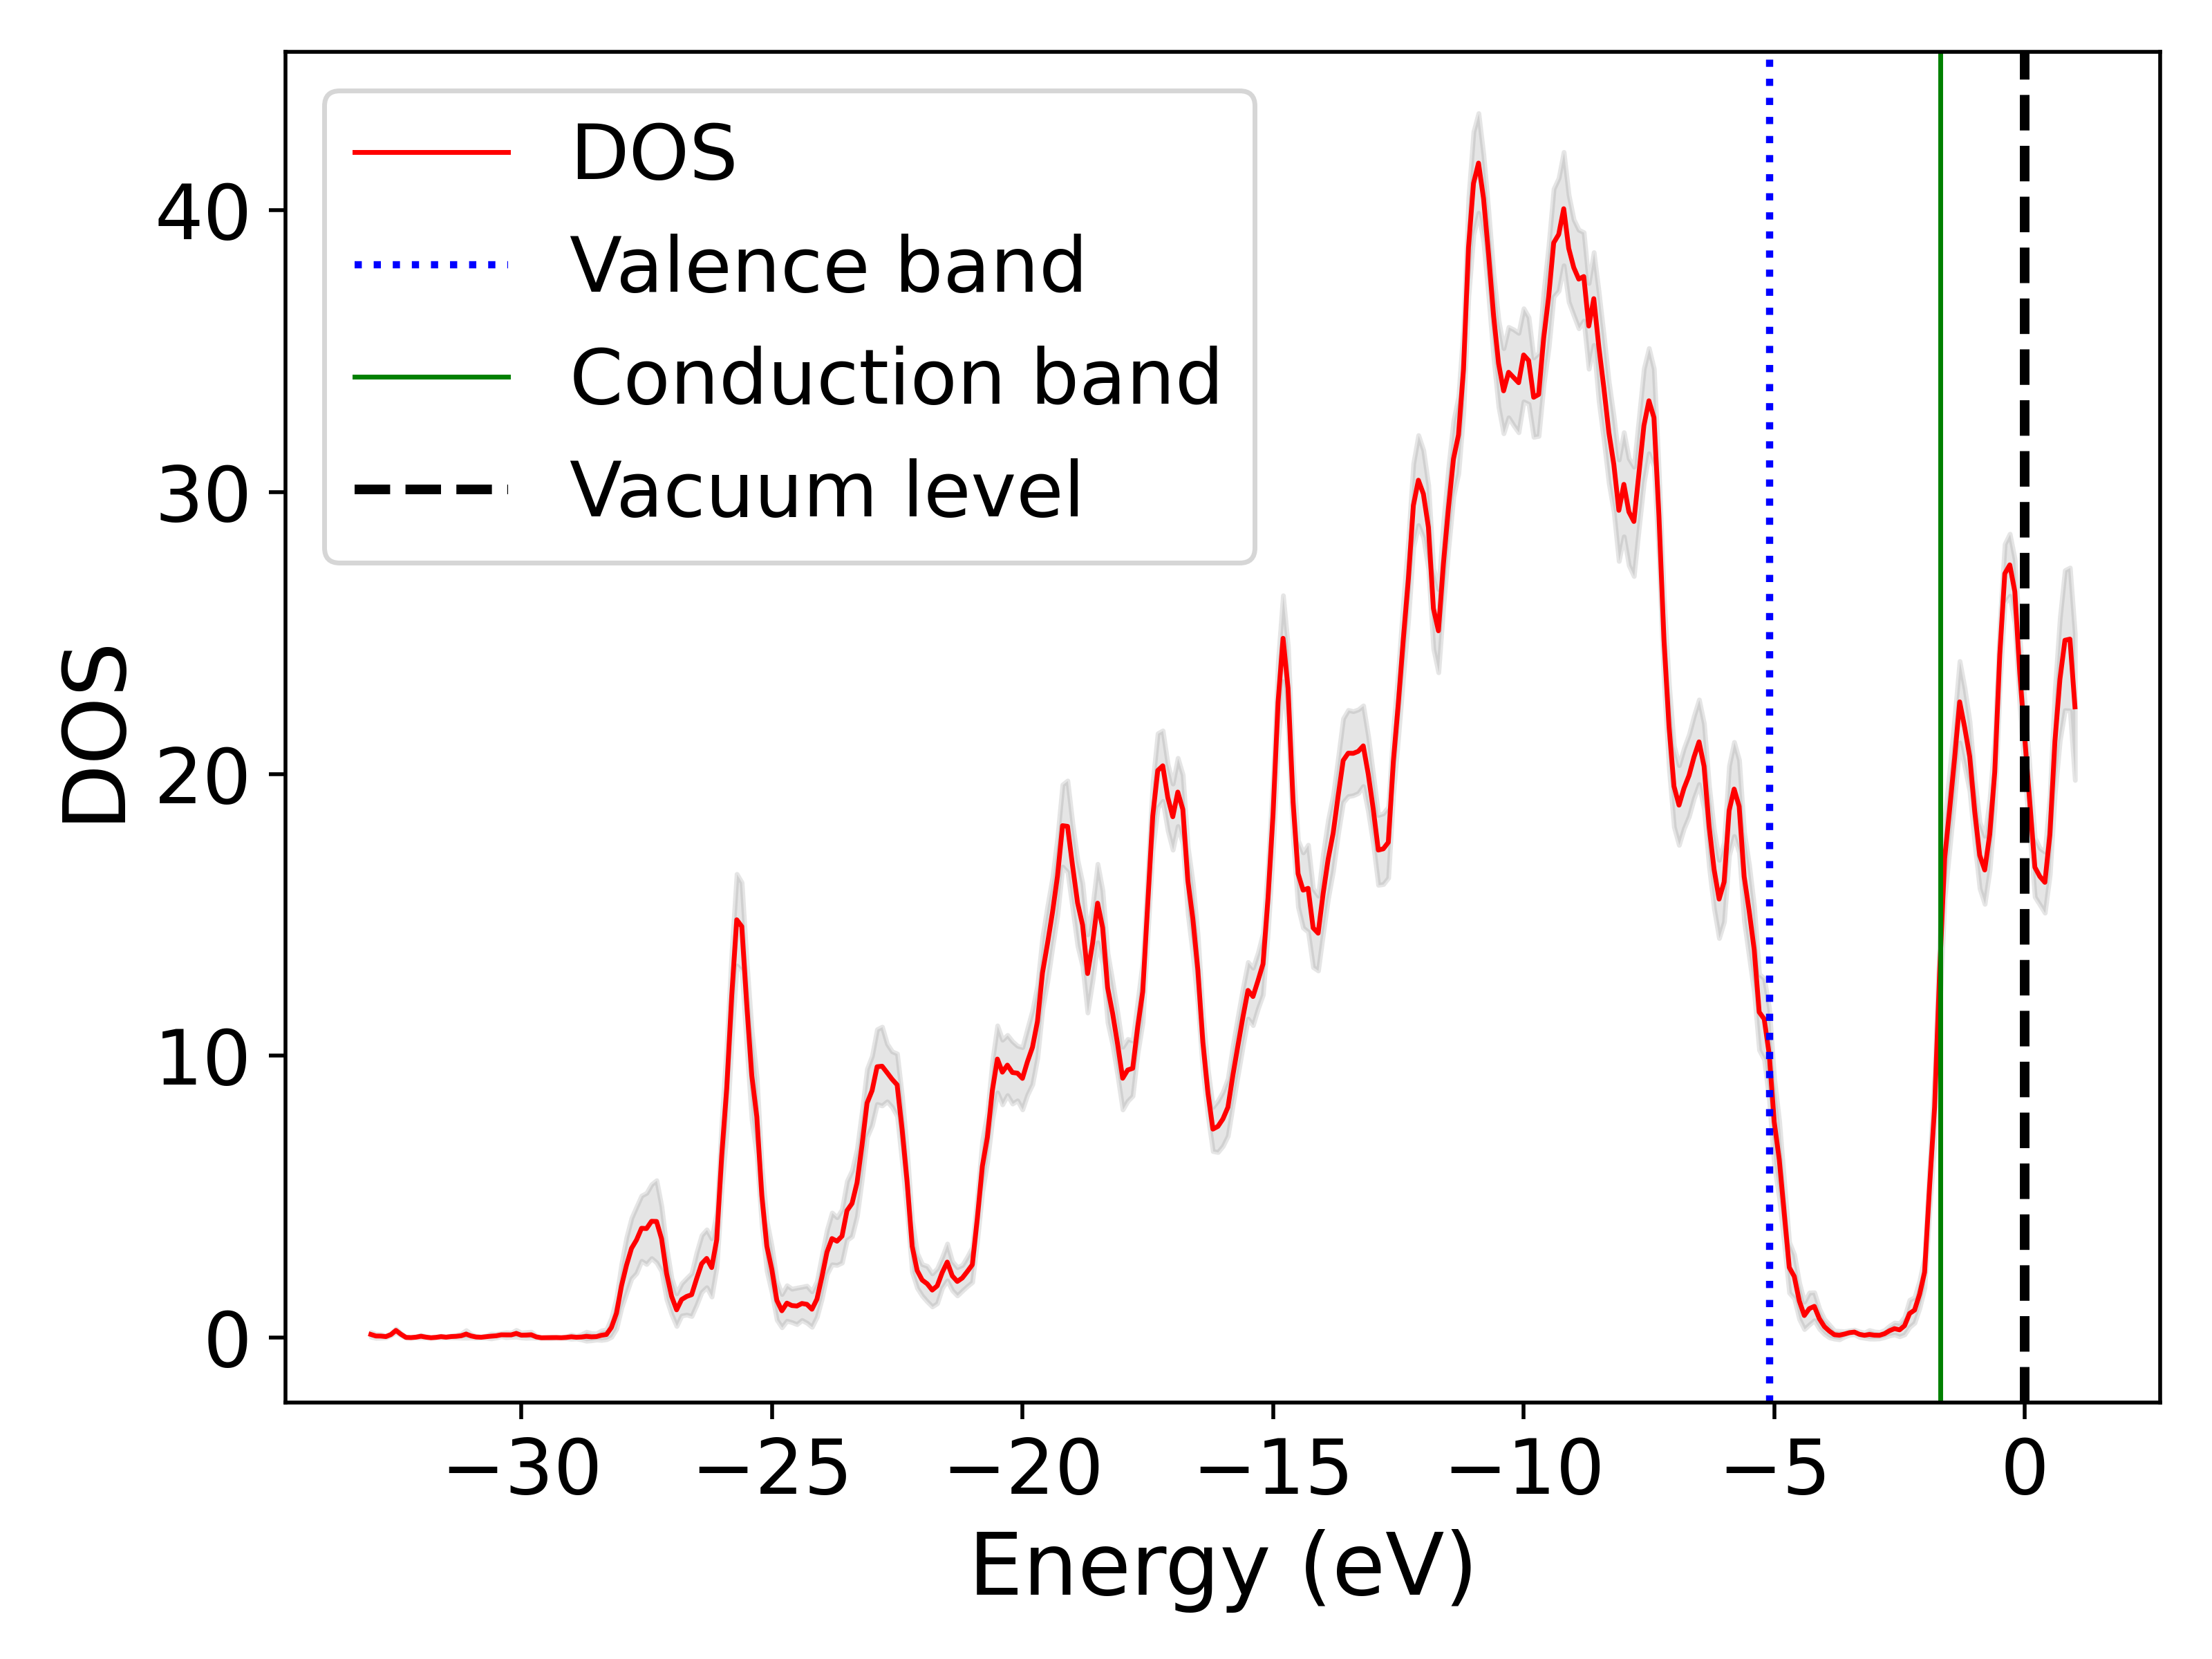 DOS
Valence band
Conduction band
Vacuum level
DOS
40
30
20
10
0
−30
−25
−20
−15
−10
−5
0
Energy (eV)